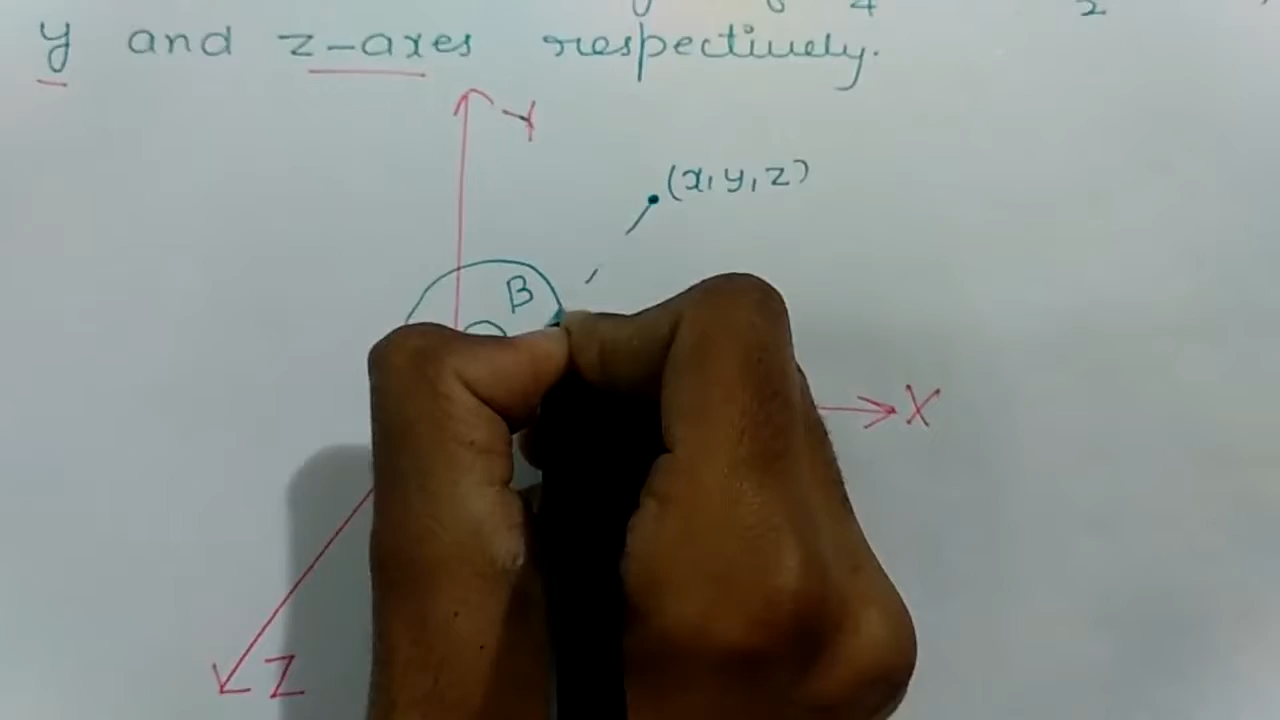 y and z-axes respectively.
Y
(x, y, z)
β
X
Z